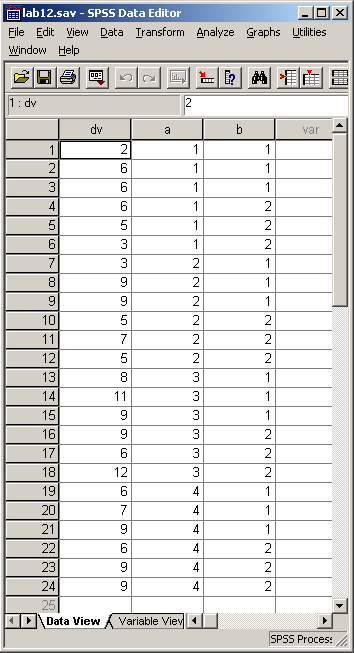 lab12.sav - SPSS Data Editor
File Edit View Data Transform Analyze Graphs Utilities
Window Help
1 : dv 2
dv a b var
1 2 1 1
2 6 1 1
3 6 1 1
4 6 1 2
5 5 1 2
6 3 1 2
7 3 2 1
8 9 2 1
9 9 2 1
10 5 2 2
11 7 2 2
12 5 2 2
13 8 3 1
14 11 3 1
15 9 3 1
16 9 3 2
17 6 3 2
18 12 3 2
19 6 4 1
20 7 4 1
21 9 4 1
22 6 4 2
23 9 4 2
24 9 4 2
25
Data View Variable View
SPSS Process